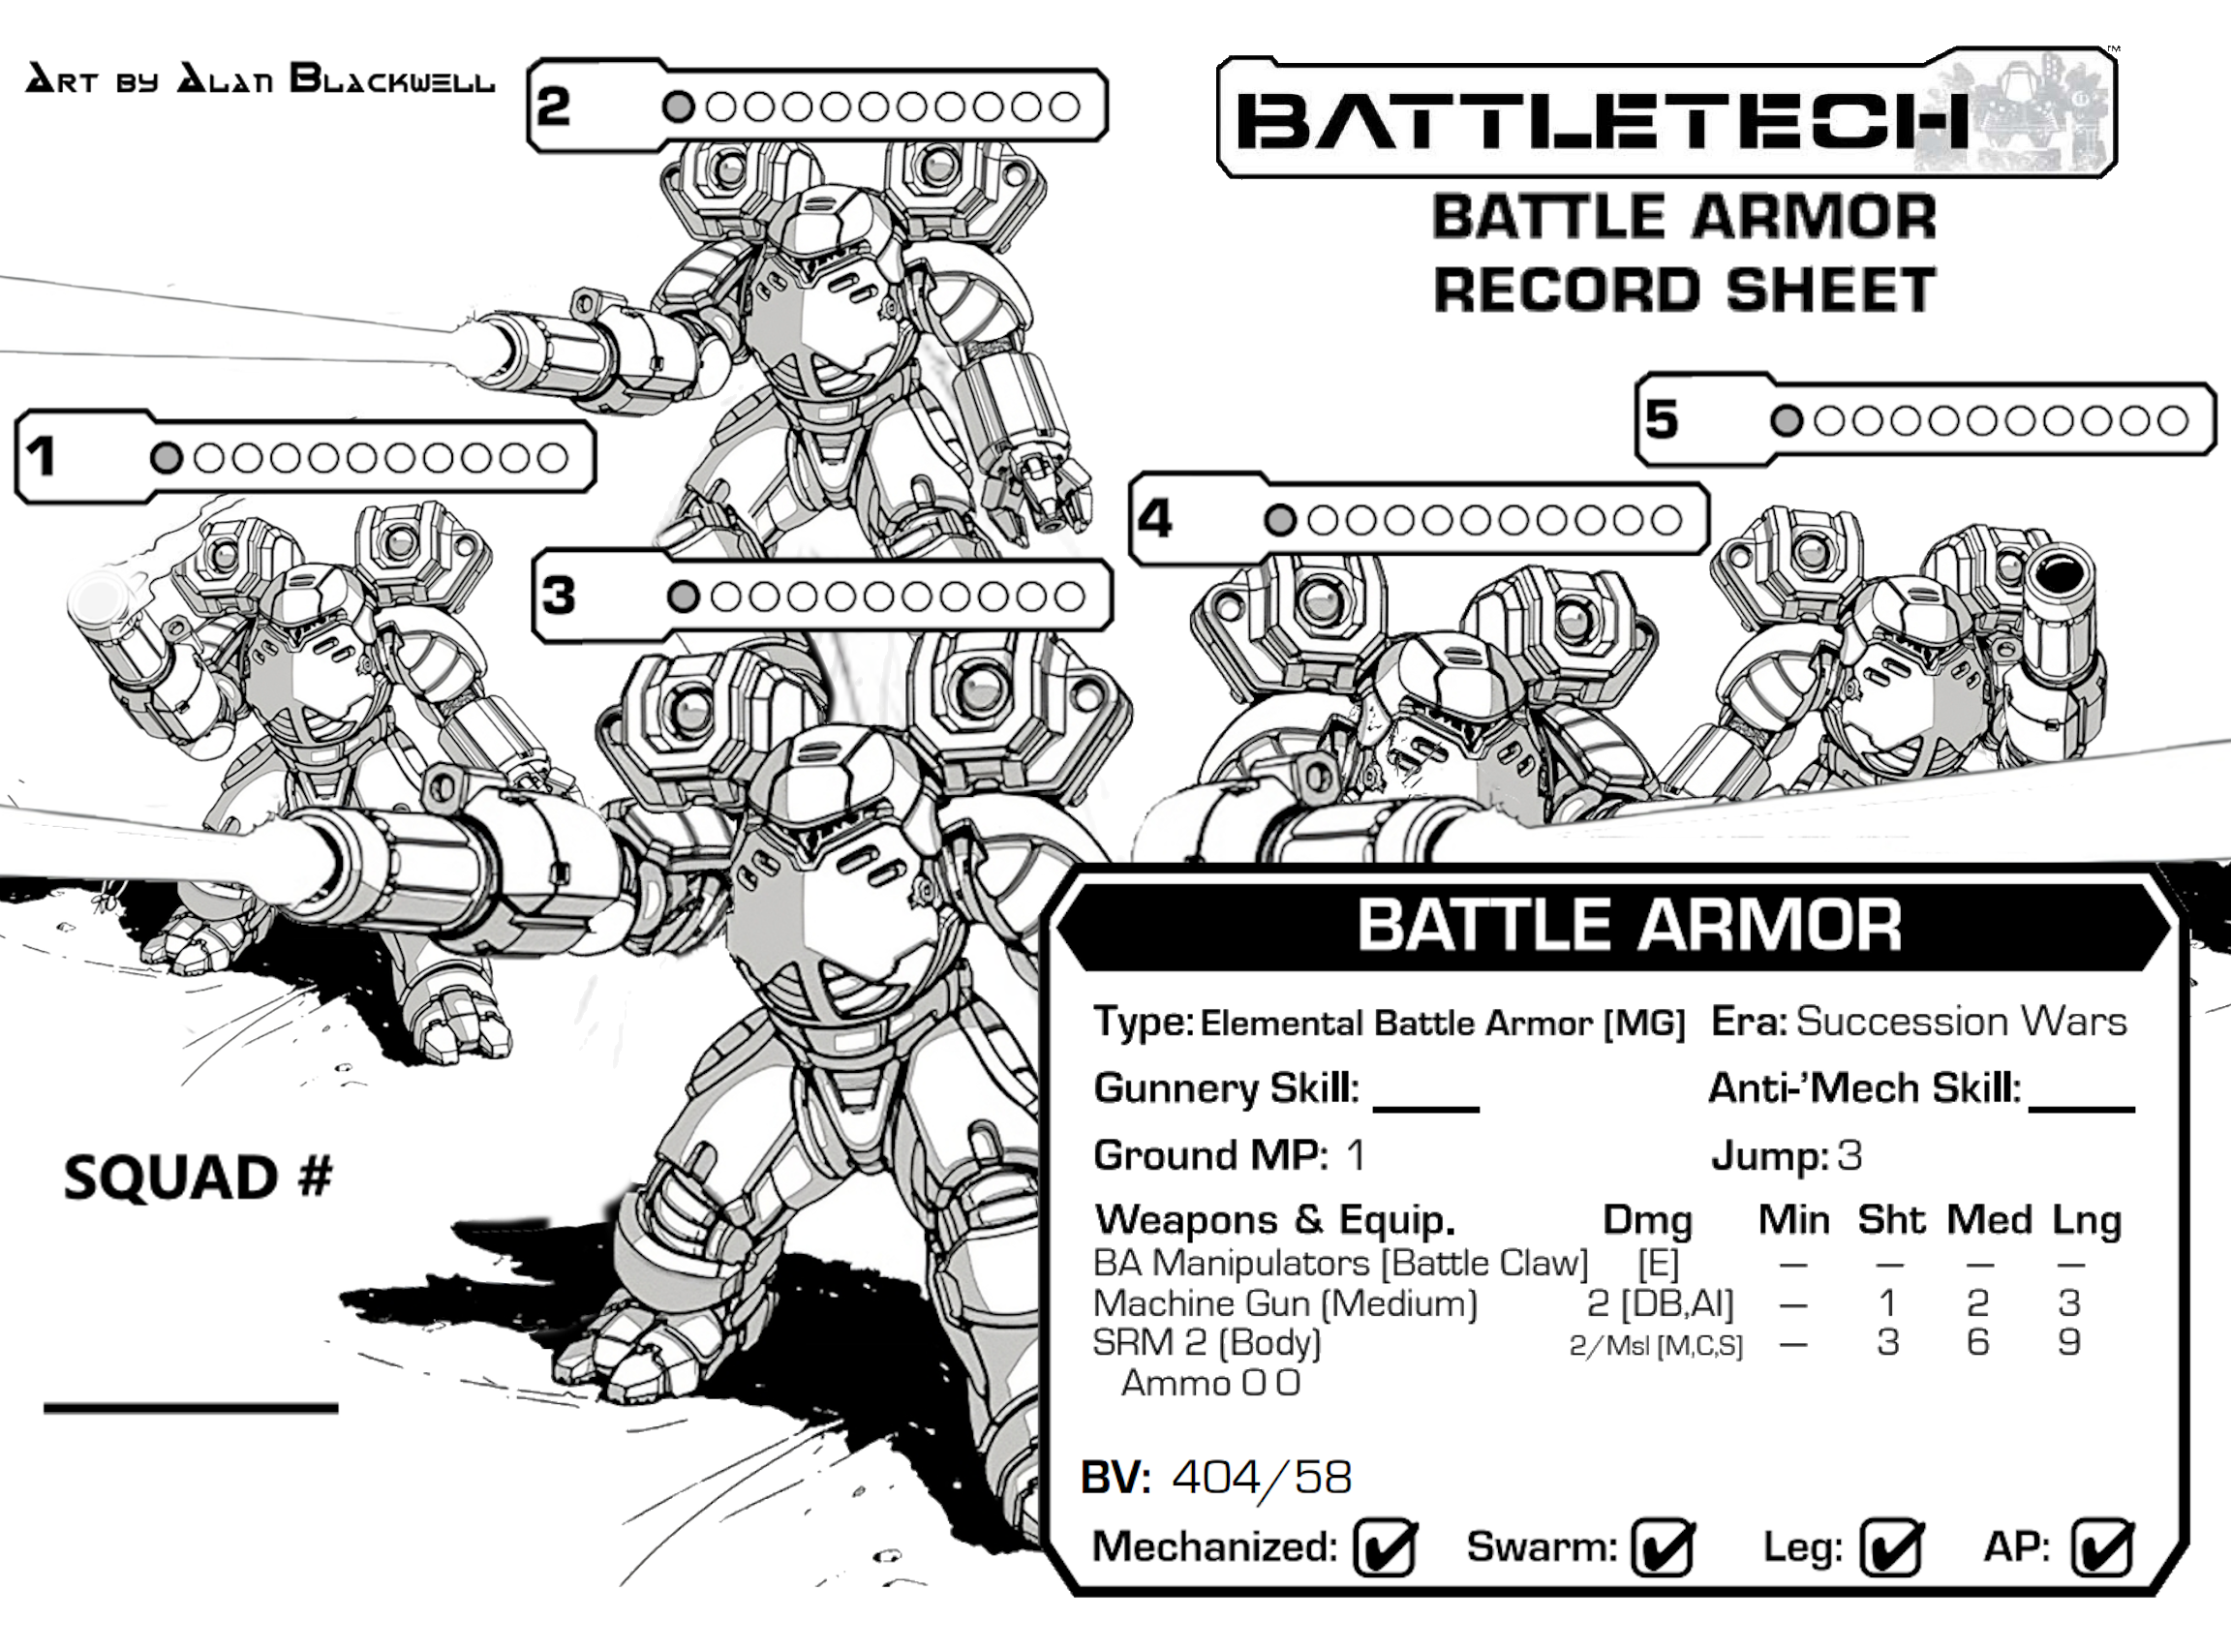 ART BY ALAN BLACKWELL
BATTLETECH™
BATTLE ARMOR
RECORD SHEET
2
5
1
4
3
BATTLE ARMOR
Type: Elemental Battle Armor [MG] Era: Succession Wars
Gunnery Skill: Anti-’Mech Skill:
Ground MP: 1 Jump: 3
Weapons & Equip. Dmg Min Sht Med Lng
BA Manipulators [Battle Claw] [E] — — — —
Machine Gun (Medium) 2 [DB,AI] — 1 2 3
SRM 2 (Body) 2/Msl [M,C,S] — 3 6 9
Ammo O O
BV: 404/58
Mechanized: Swarm: Leg: AP:
SQUAD #